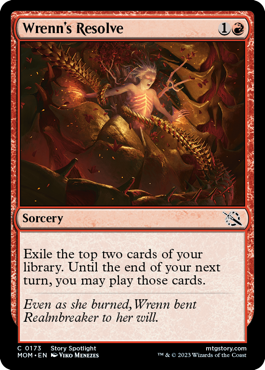 Wrenn's Resolve 1
Sorcery
Exile the top two cards of your
library. Until the end of your next
turn, you may play those cards.
Even as she burned, Wrenn bent
Realmbreaker to her will.
C 0173 Story Spotlight mtgstory.com
MOM • EN Yeko Menezes ™ & © 2023 Wizards of the Coast